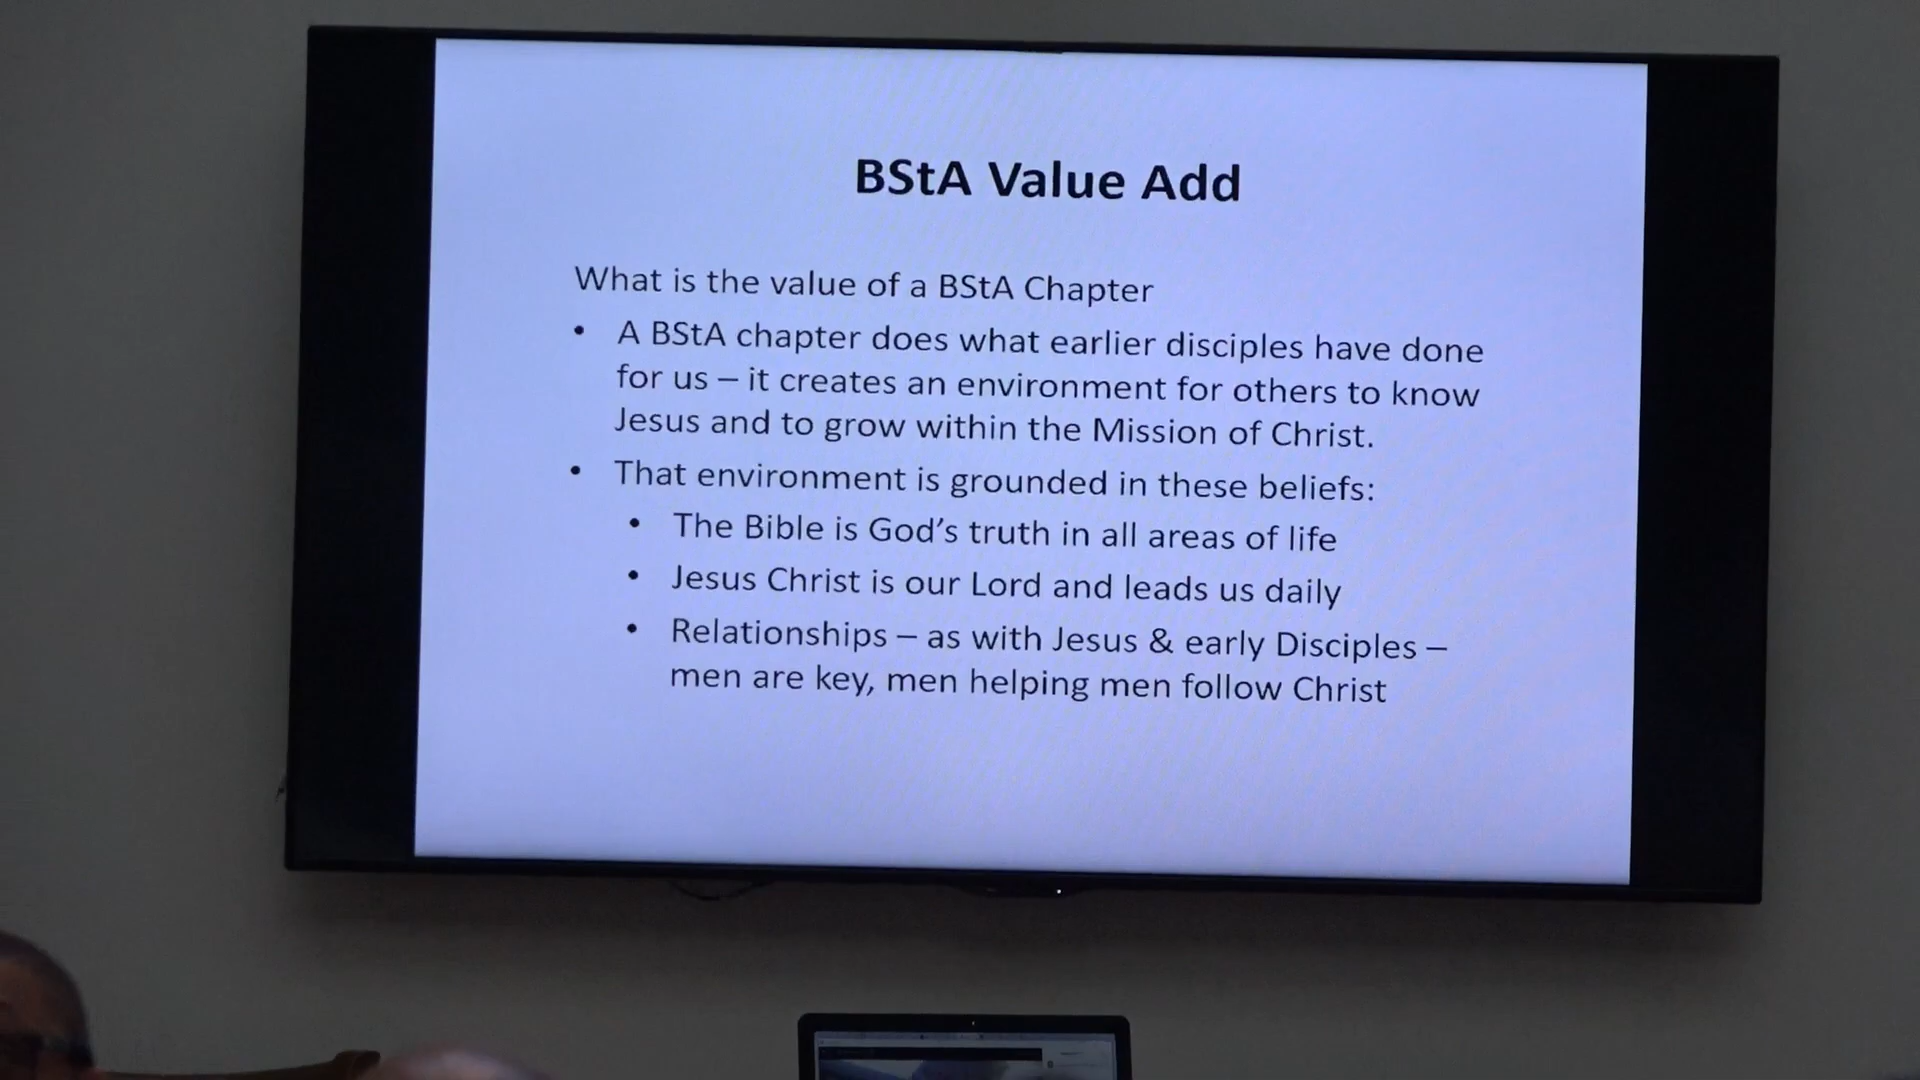 BStA Value Add
What is the value of a BStA Chapter
• A BStA chapter does what earlier disciples have done
for us – it creates an environment for others to know
Jesus and to grow within the Mission of Christ.
• That environment is grounded in these beliefs:
• The Bible is God's truth in all areas of life
• Jesus Christ is our Lord and leads us daily
• Relationships – as with Jesus & early Disciples –
men are key, men helping men follow Christ